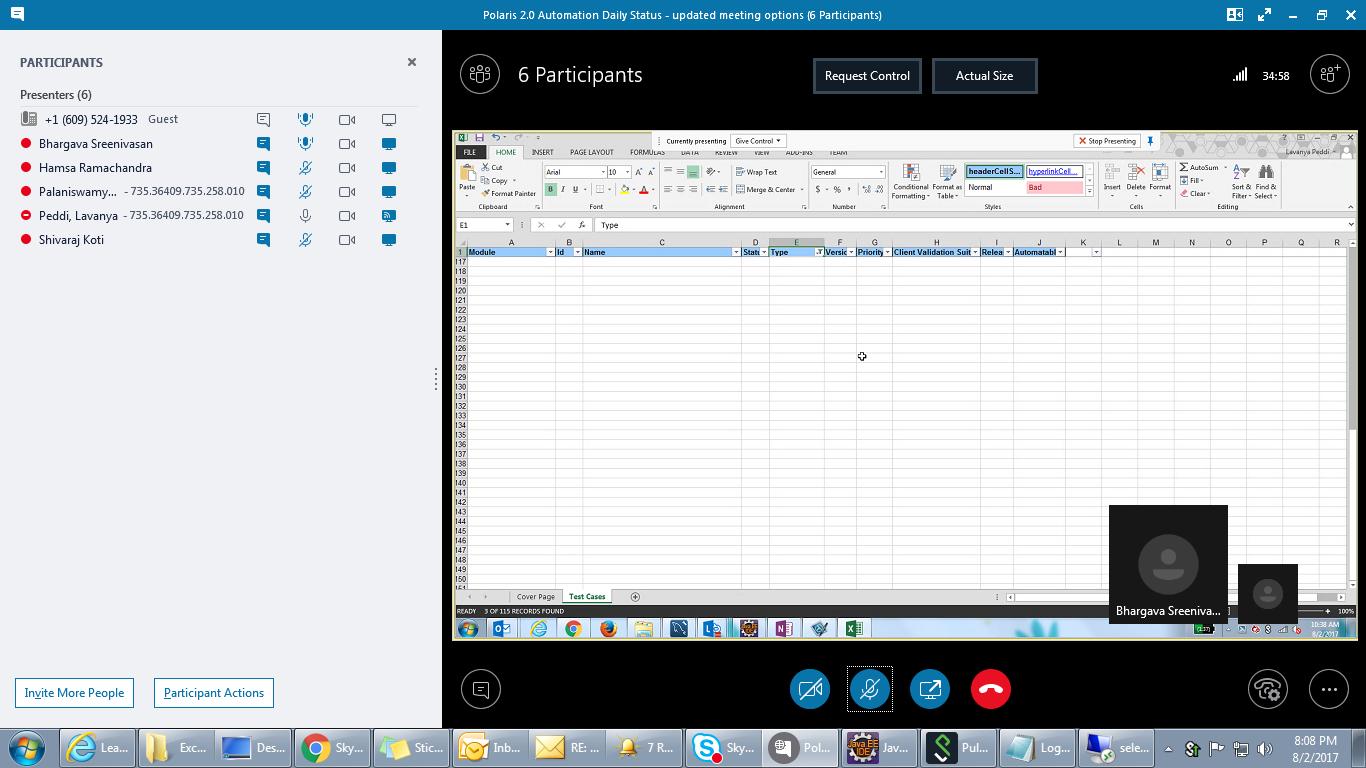 Polaris 2.0 Automation Daily Status - updated meeting options (6 Participants)
PARTICIPANTS
Presenters (6)
+1 (609) 524-1933 Guest
Bhargava Sreenivasan
Hamsa Ramachandra
Palaniswamy... - 735.36409.735.258.010
Peddi, Lavanya - 735.36409.735.258.010
Shivaraj Koti
Invite More People
Participant Actions
6 Participants
Request Control
Actual Size
34:58
Currently presenting
Give Control
Stop Presenting
FILE HOME INSERT PAGE LAYOUT FORMULAS DATA REVIEW VIEW ADD-INS TEAM
Lavanya Peddi
Paste
Cut
Copy
Format Painter
Clipboard
Arial 10
B I U
Font
Wrap Text
Merge & Center
Alignment
General
$ % ,
Number
Conditional Formatting
Format as Table
headerCellS...
hyperlinkCell...
Normal
Bad
Styles
Insert Delete Format
Cells
AutoSum
Fill
Clear
Sort & Filter
Find & Select
Editing
E1
fx
Type
A B C D E F G H I J K L M N O P Q R
1 Module Id Name Statu Type Versic Priority Client Validation Suit Relea Automatabl
117
118
119
120
121
122
123
124
125
126
127
128
129
130
131
132
133
134
135
136
137
138
139
140
141
142
143
144
145
146
147
148
149
150
Cover Page Test Cases
READY 3 OF 115 RECORDS FOUND
100%
10:38 AM
8/2/2017
Bhargava Sreeniva...
Lea...
Exc...
Des...
Sky...
Stic...
Inb...
RE: ...
7 R...
Sky...
Pol...
Java EE IDE
Jav...
Pul...
Log...
sele...
8:08 PM
8/2/2017